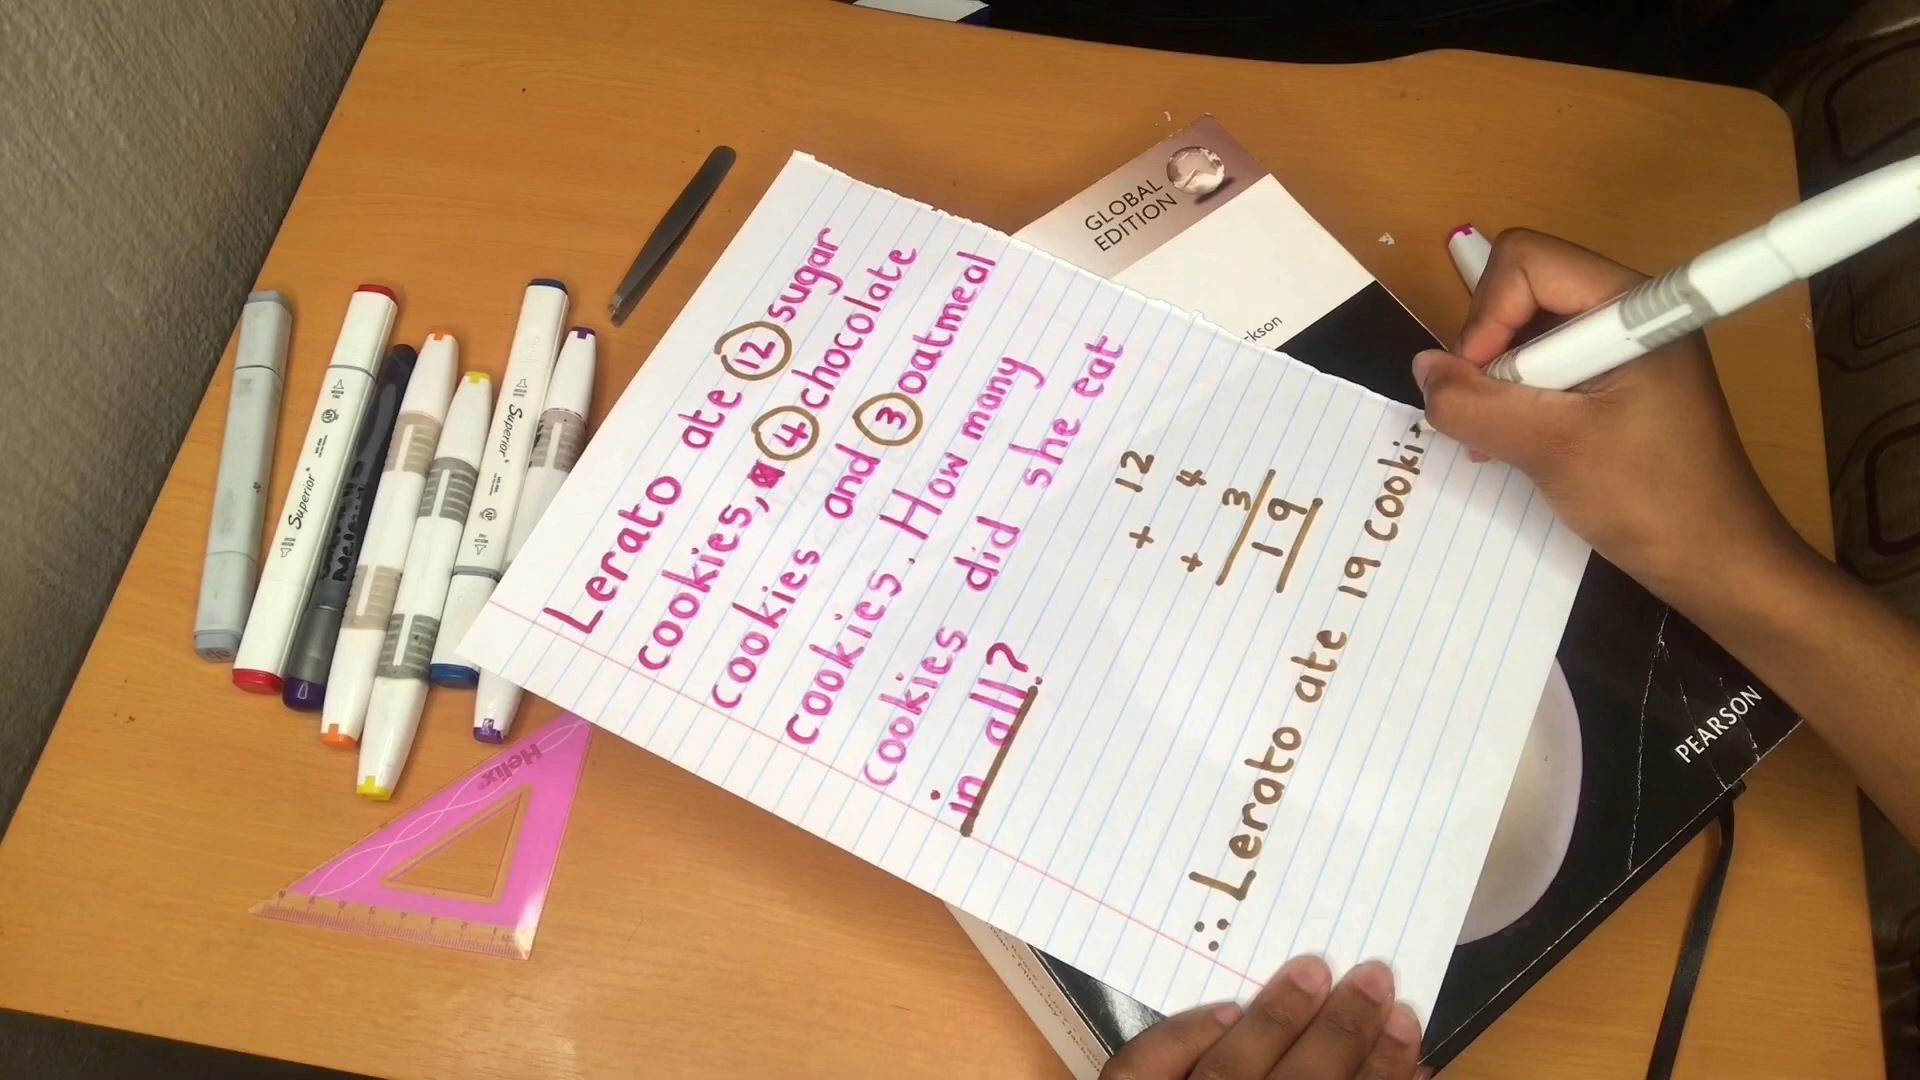 Lerato ate 12 sugar
cookies, 4 chocolate
cookies and 3 oatmeal
cookies. How many
cookies did she eat
in all?
12
+ 4
+ 3
19
∴ Lerato ate 19 cooki
GLOBAL
EDITION
kson
PEARSON
Superior
Superior
Helix